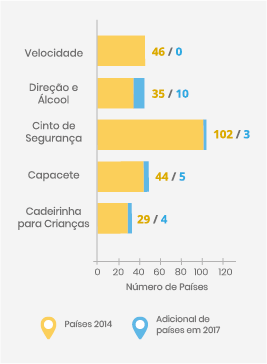 Velocidade
46 / 0
Direção e
Álcool
35 / 10
Cinto de
Segurança
102 / 3
Capacete
44 / 5
Cadeirinha
para Crianças
29 / 4
0 20 40 60 80 100 120
Número de Países
Países 2014
Adicional de
países em 2017